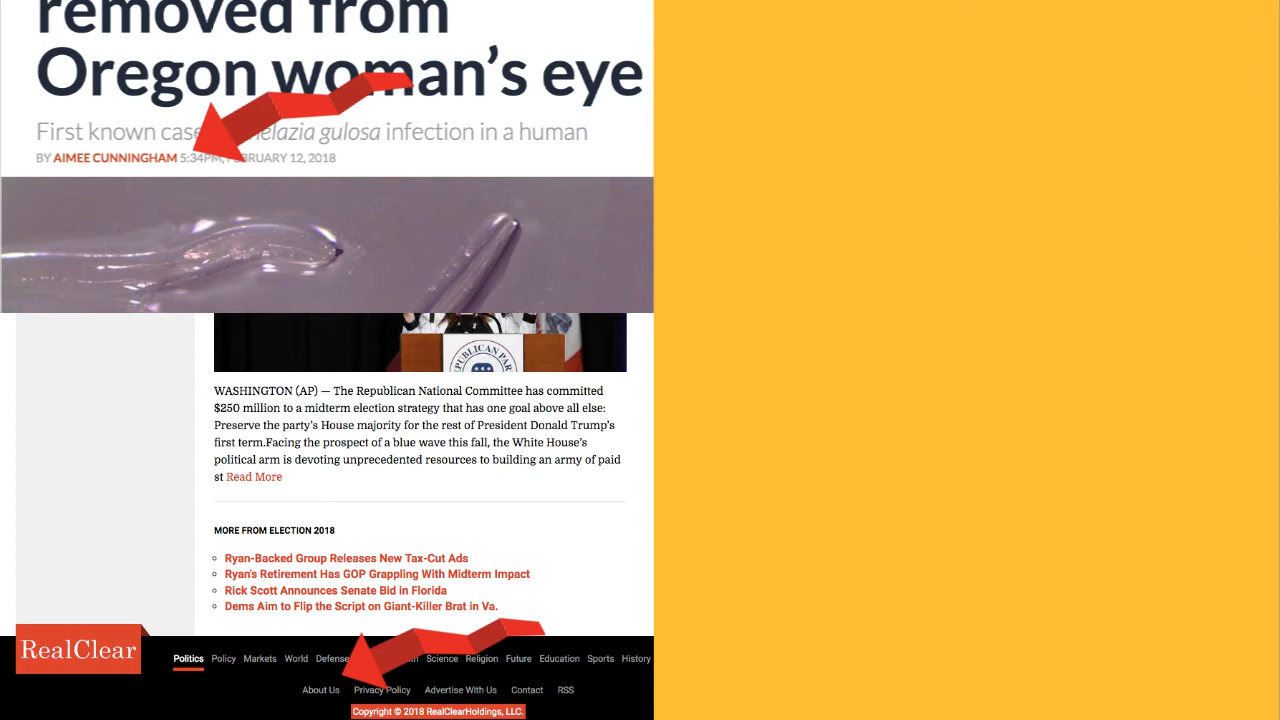 removed from
Oregon woman's eye
First known case gulosa infection in a human
BY AIMEE CUNNINGHAM 5:34PM, FEBRUARY 12, 2018
REPUBLICAN PAR
WASHINGTON (AP) — The Republican National Committee has committed
$250 million to a midterm election strategy that has one goal above all else:
Preserve the party's House majority for the rest of President Donald Trump's
first term.Facing the prospect of a blue wave this fall, the White House's
political arm is devoting unprecedented resources to building an army of paid
st Read More
MORE FROM ELECTION 2018
Ryan-Backed Group Releases New Tax-Cut Ads
Ryan's Retirement Has GOP Grappling With Midterm Impact
Rick Scott Announces Senate Bid in Florida
Dems Aim to Flip the Script on Giant-Killer Brat in Va.
RealClear
Politics Policy Markets World Defense Science Religion Future Education Sports History
About Us Privacy Policy Advertise With Us Contact RSS
Copyright © 2018 RealClearHoldings, LLC.